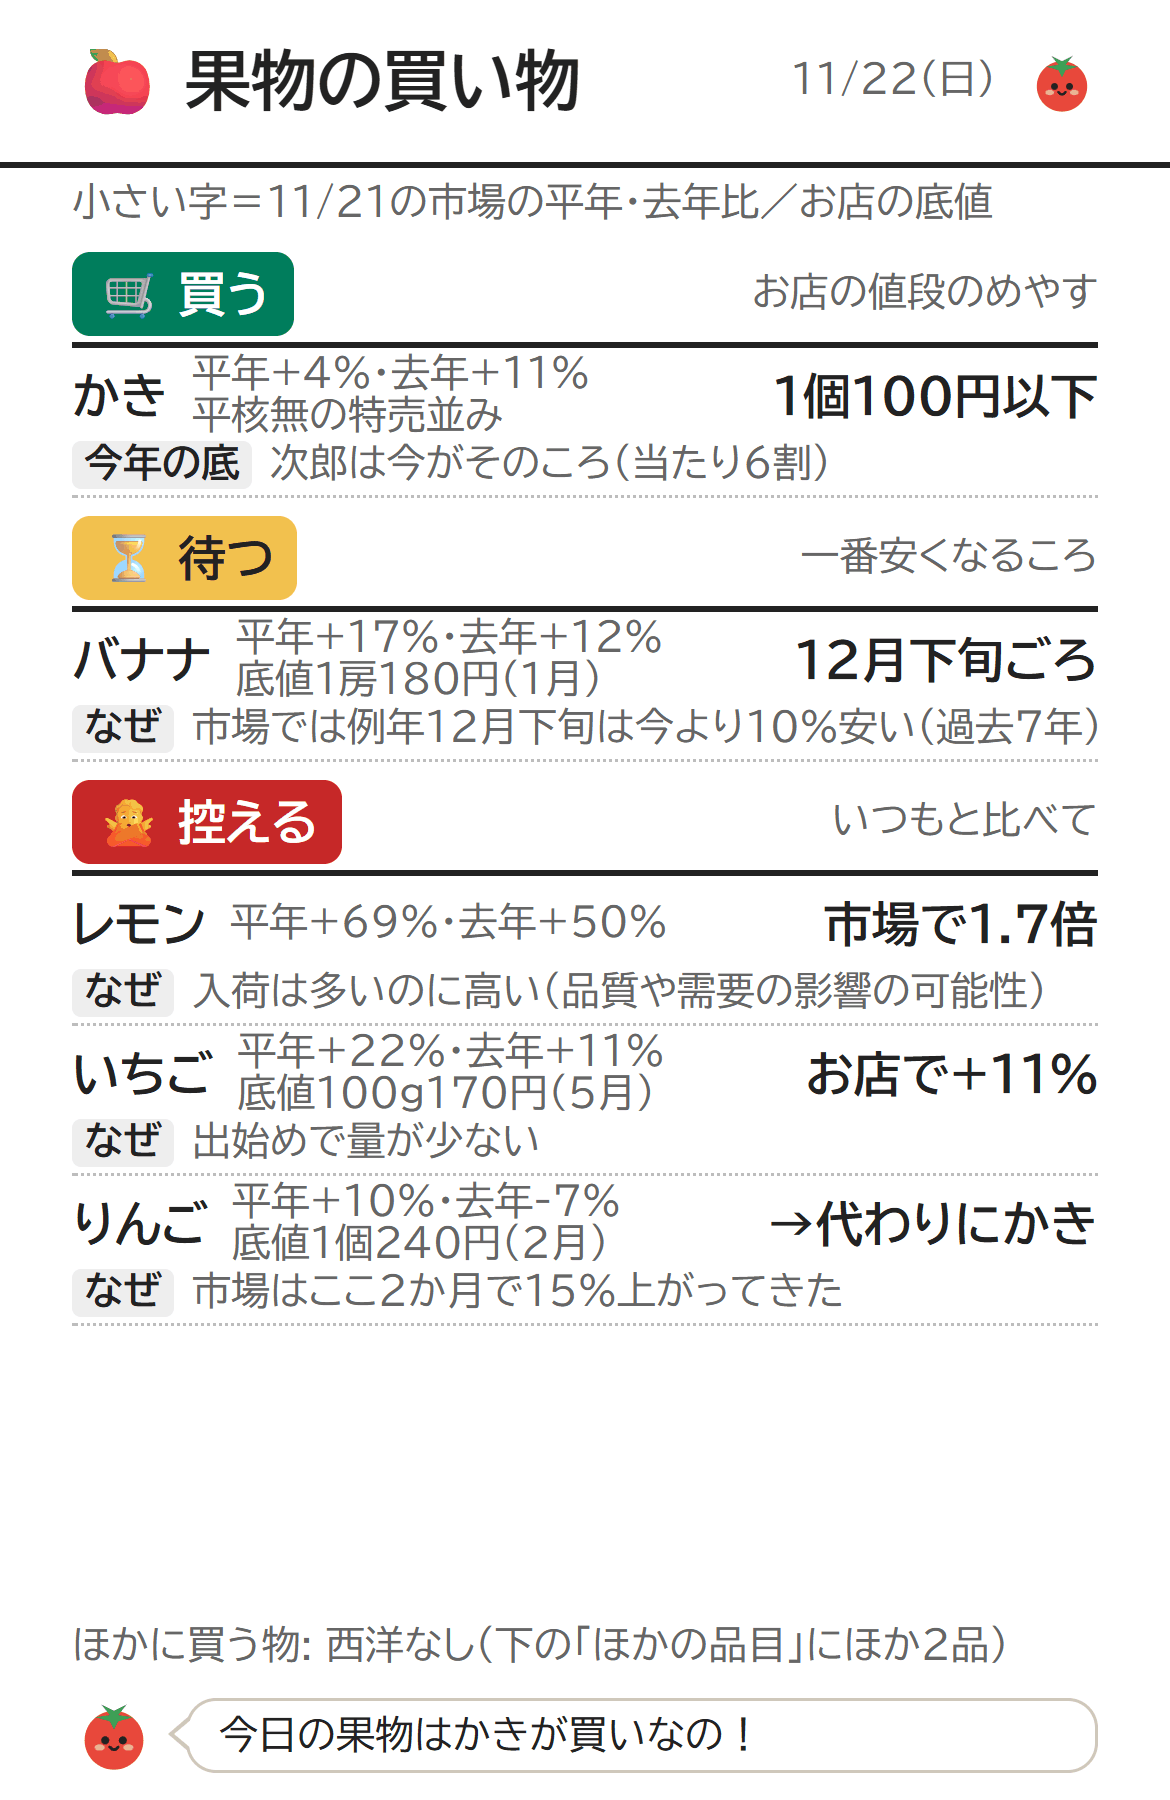 果物の買い物
11/22(日)
小さい字=11/21の市場の平年・去年比／お店の底値
買う
お店の値段のめやす
かき 平年+4%・去年+11%
平核無の特売並み
1個100円以下
今年の底 次郎は今がそのころ(当たり6割)
待つ
一番安くなるころ
バナナ 平年+17%・去年+12%
底値1房180円(1月)
12月下旬ごろ
なぜ 市場では例年12月下旬は今より10%安い(過去7年)
控える
いつもと比べて
レモン 平年+69%・去年+50% 市場で1.7倍
なぜ 入荷は多いのに高い(品質や需要の影響の可能性)
いちご 平年+22%・去年+11%
底値100g170円(5月)
お店で+11%
なぜ 出始めで量が少ない
りんご 平年+10%・去年-7%
底値1個240円(2月)
→代わりにかき
なぜ 市場はここ2か月で15%上がってきた
ほかに買う物: 西洋なし(下の「ほかの品目」にほか2品)
今日の果物はかきが買いなの！